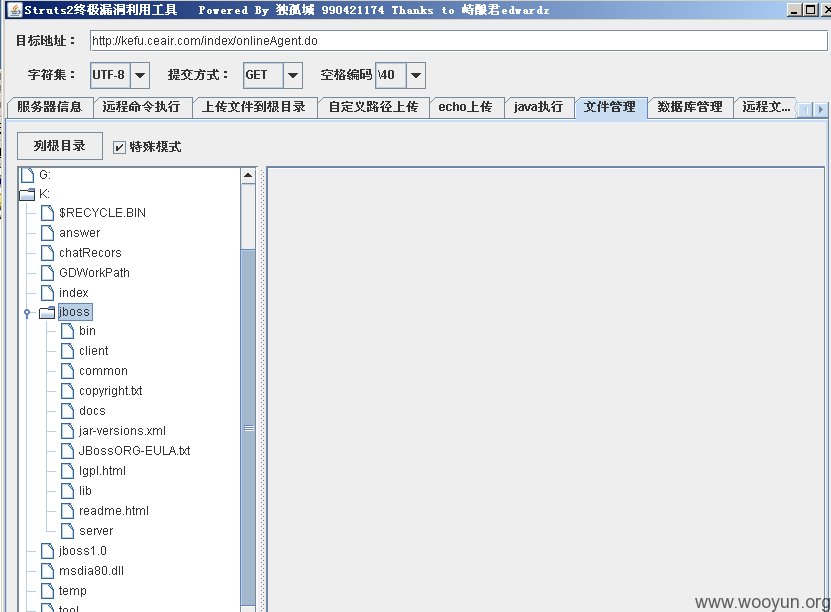 Struts2终极漏洞利用工具 Powered By 独孤城 990421174 Thanks to 峙酿君edwardz
目标地址： http://kefu.ceair.com/index/onlineAgent.do
字符集： UTF-8 提交方式： GET 空格编码 \40
服务器信息 远程命令执行 上传文件到根目录 自定义路径上传 echo上传 java执行 文件管理 数据库管理 远程文...
列根目录 特殊模式
G:
K:
$RECYCLE.BIN
answer
chatRecors
GDWorkPath
index
jboss
bin
client
common
copyright.txt
docs
jar-versions.xml
JBossORG-EULA.txt
lgpl.html
lib
readme.html
server
jboss1.0
msdia80.dll
temp
tool
www.wooyun.org